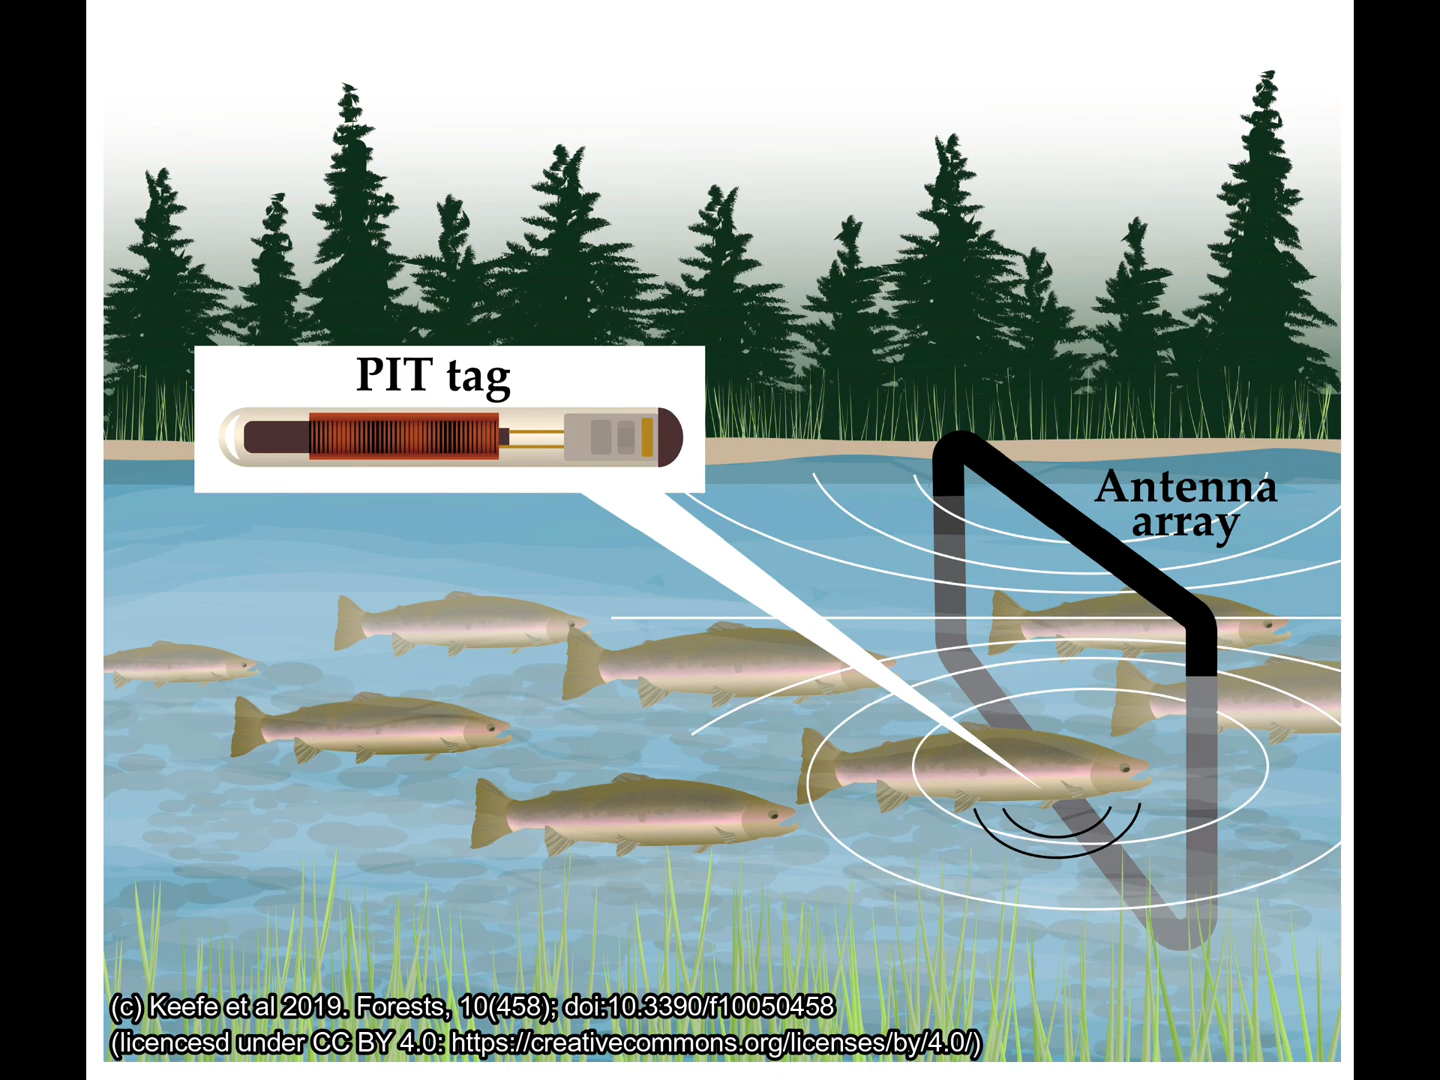 PIT tag
Antenna
array
(c) Keefe et al 2019. Forests, 10(458); doi:10.3390/f10050458
(licencesd under CC BY 4.0: https://creativecommons.org/licenses/by/4.0/)